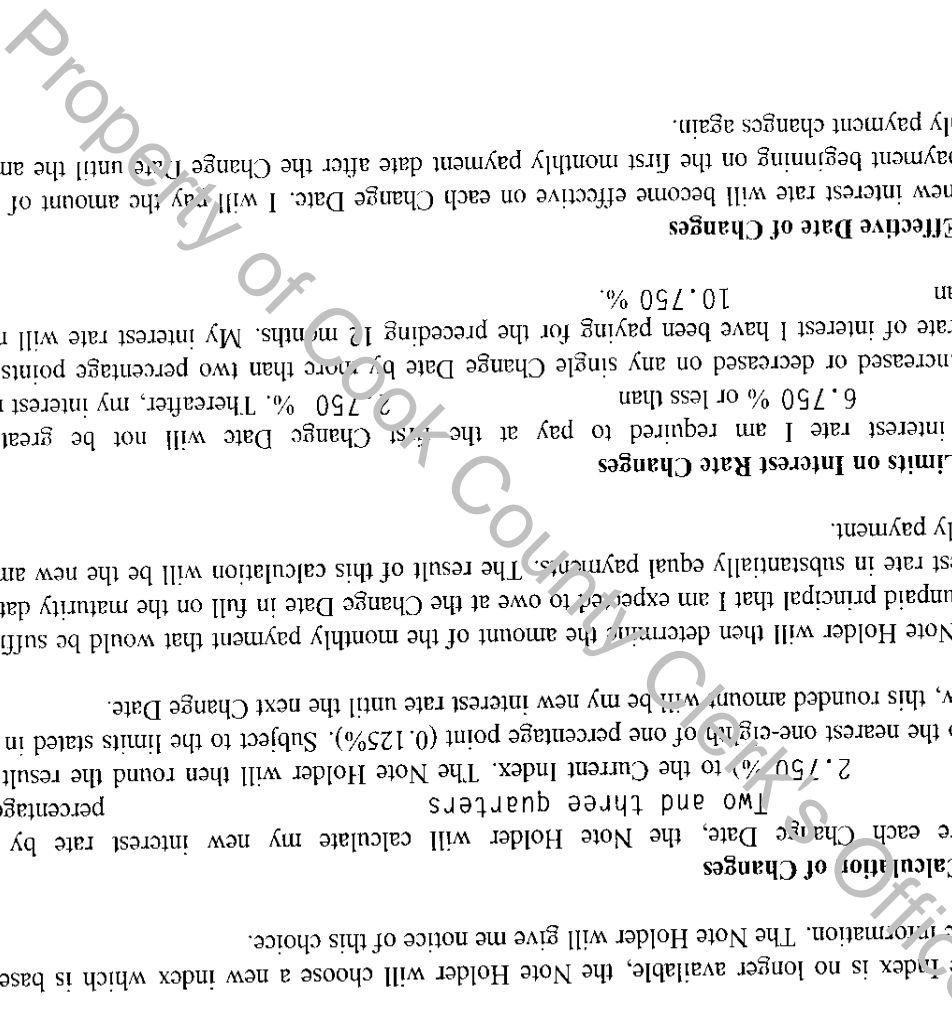 Index is no longer available, the Note Holder will choose a new index which is base
information. The Note Holder will give me notice of this choice.
Calculation of Changes
each Change Date, the Note Holder will calculate my new interest rate by
Two and three quarters percentage
2.750 %) to the Current Index. The Note Holder will then round the result
the nearest one-eighth of one percentage point (0.125%). Subject to the limits stated in
this rounded amount will be my new interest rate until the next Change Date.
Note Holder will then determine the amount of the monthly payment that would be suffi
unpaid principal that I am expected to owe at the Change Date in full on the maturity dat
est rate in substantially equal payments. The result of this calculation will be the new am
ly payment.
Limits on Interest Rate Changes
interest rate I am required to pay at the First Change Date will not be great
6.750 % or less than 2.750 %. Thereafter, my interest
ncreased or decreased on any single Change Date by more than two percentage points
rate of interest I have been paying for the preceding 12 months. My interest rate will
an 10.750 %.
Effective Date of Changes
new interest rate will become effective on each Change Date. I will pay the amount of
payment beginning on the first monthly payment date after the Change Date until the am
ly payment changes again.
Property of Cook County Clerk's Office